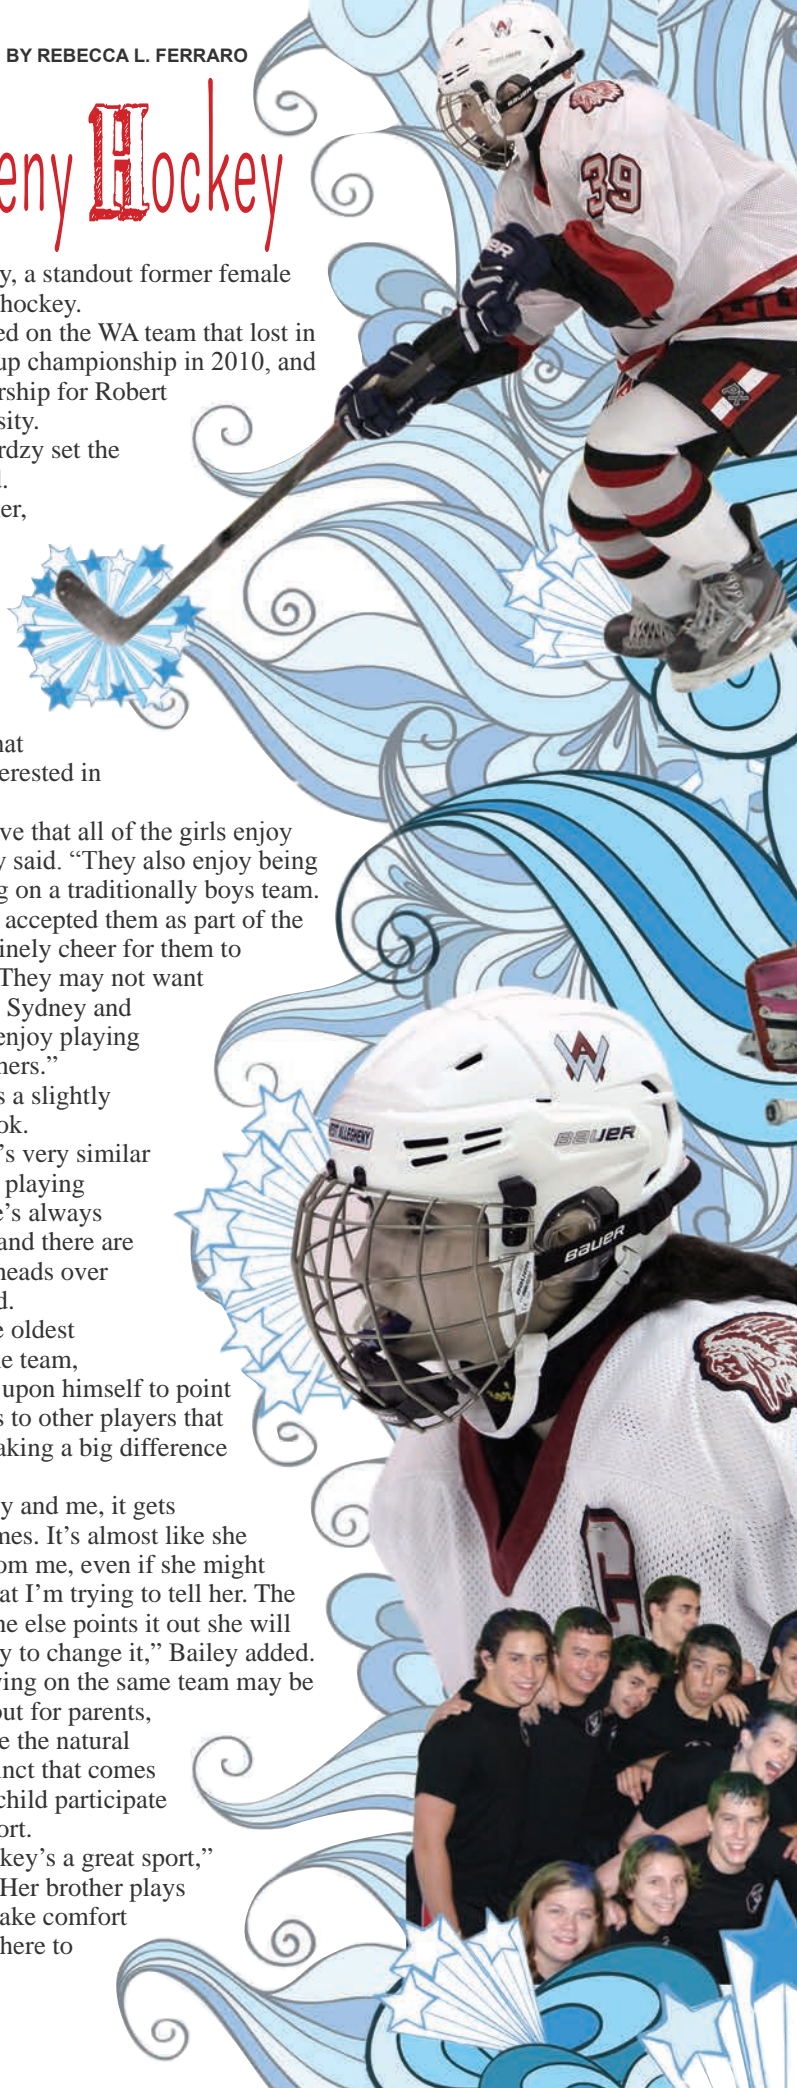 BY REBECCA L. FERRARO
eny Hockey
y, a standout former female
hockey.
ed on the WA team that lost in
up championship in 2010, and
rship for Robert
sity.
rdzy set the
l.
er,
hat
erested in
ve that all of the girls enjoy
y said. “They also enjoy being
g on a traditionally boys team.
accepted them as part of the
inely cheer for them to
They may not want
Sydney and
enjoy playing
hers.”
s a slightly
ok.
’s very similar
playing
e’s always
and there are
heads over
d.
e oldest
e team,
upon himself to point
s to other players that
aking a big difference
y and me, it gets
mes. It’s almost like she
om me, even if she might
at I’m trying to tell her. The
ne else points it out she will
y to change it,” Bailey added.
ying on the same team may be
out for parents,
e the natural
inct that comes
child participate
ort.
key’s a great sport,”
Her brother plays
ake comfort
here to
39
WA
BAUER
BAUER
EST ALLEGHENY
C